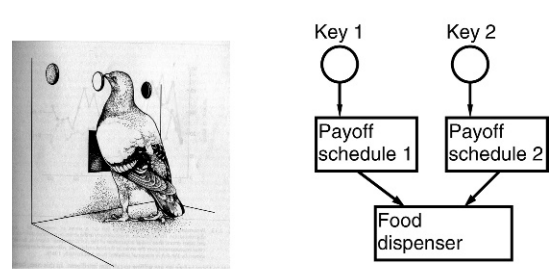 Key 1
Key 2
Payoff
schedule 1
Payoff
schedule 2
Food
dispenser